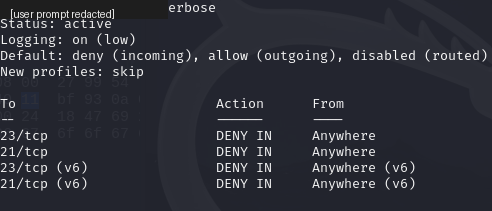 [user prompt redacted] erbose
Status: active
Logging: on (low)
Default: deny (incoming), allow (outgoing), disabled (routed)
New profiles: skip
To Action From
-- ------ ----
23/tcp DENY IN Anywhere
21/tcp DENY IN Anywhere
23/tcp (v6) DENY IN Anywhere (v6)
21/tcp (v6) DENY IN Anywhere (v6)